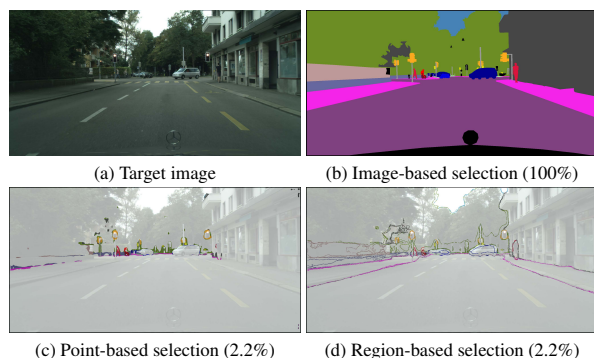 (a) Target image
(b) Image-based selection (100%)
(c) Point-based selection (2.2%)
(d) Region-based selection (2.2%)